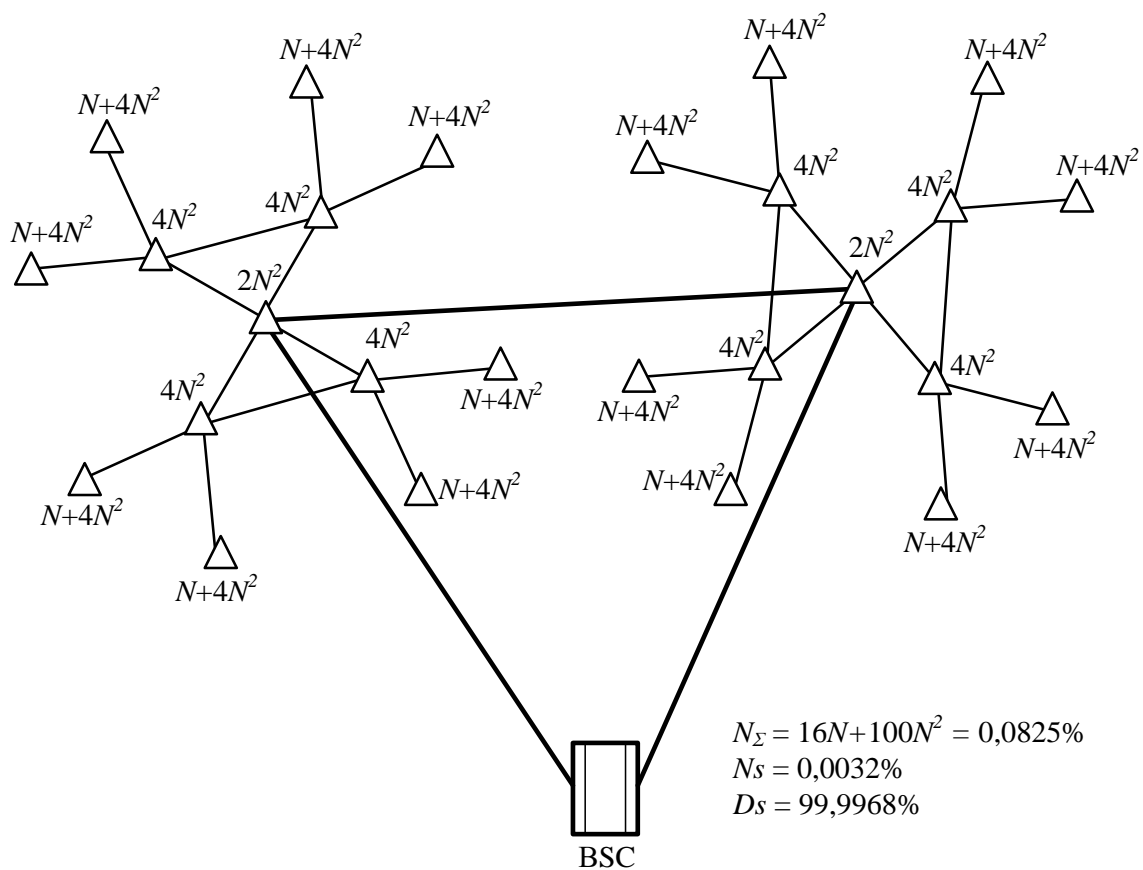 N+4N²
N+4N²
N+4N²
N+4N²
N+4N²
N+4N²
N+4N²
4N²
4N²
N+4N²
4N²
4N²
N+4N²
2N²
2N²
4N²
4N²
4N²
4N²
N+4N²
N+4N²
N+4N²
N+4N²
N+4N²
N+4N²
N+4N²
N+4N²
N_Σ = 16N+100N² = 0,0825%
Ns = 0,0032%
Ds = 99,9968%
BSC